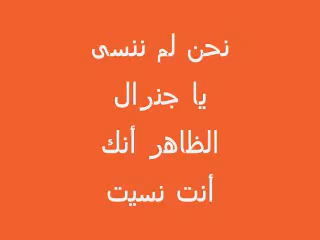 نحن لم ننسى
يا جنرال
الظاهر أنك
أنت نسيت